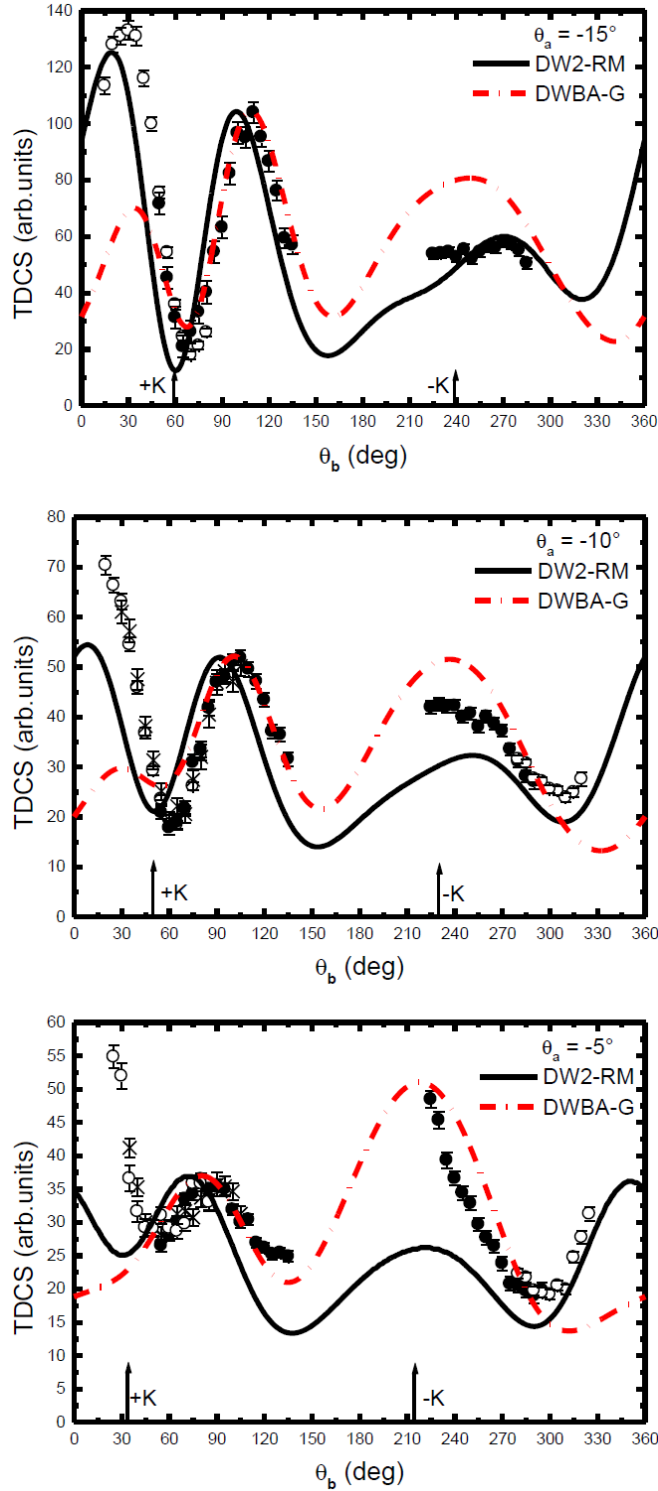 θa = -15°
DW2-RM
DWBA-G
TDCS (arb.units)
140
120
100
80
60
40
20
0
+K
-K
0 30 60 90 120 150 180 210 240 270 300 330 360
θb (deg)
θa = -10°
DW2-RM
DWBA-G
TDCS (arb.units)
80
70
60
50
40
30
20
10
0
+K
-K
0 30 60 90 120 150 180 210 240 270 300 330 360
θb (deg)
θa = -5°
DW2-RM
DWBA-G
TDCS (arb.units)
60
55
50
45
40
35
30
25
20
15
10
5
0
+K
-K
0 30 60 90 120 150 180 210 240 270 300 330 360
θb (deg)